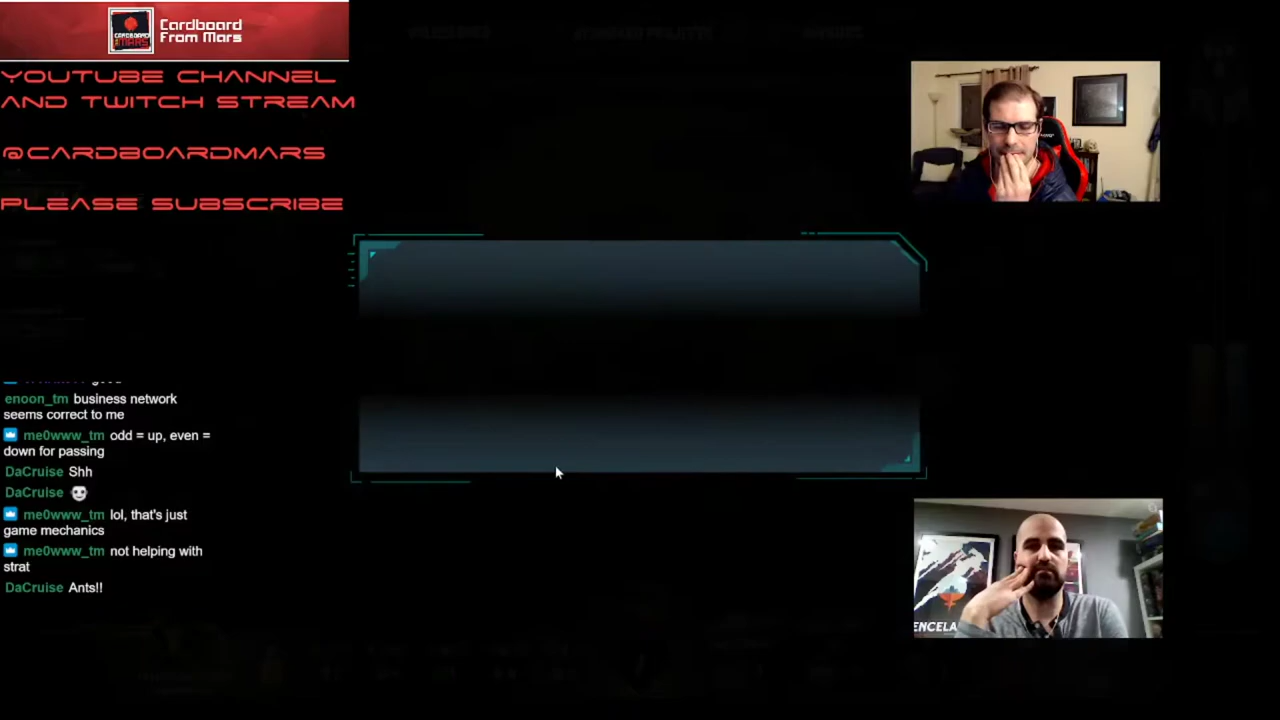 Cardboard
From Mars
CARDBOARD
MARS
YOUTUBE CHANNEL
AND TWITCH STREAM
@CARDBOARDMARS
PLEASE SUBSCRIBE
enoon_tm business network
seems correct to me
me0www_tm odd = up, even =
down for passing
DaCruise Shh
DaCruise
me0www_tm lol, that's just
game mechanics
me0www_tm not helping with
strat
DaCruise Ants!!
ENCELA